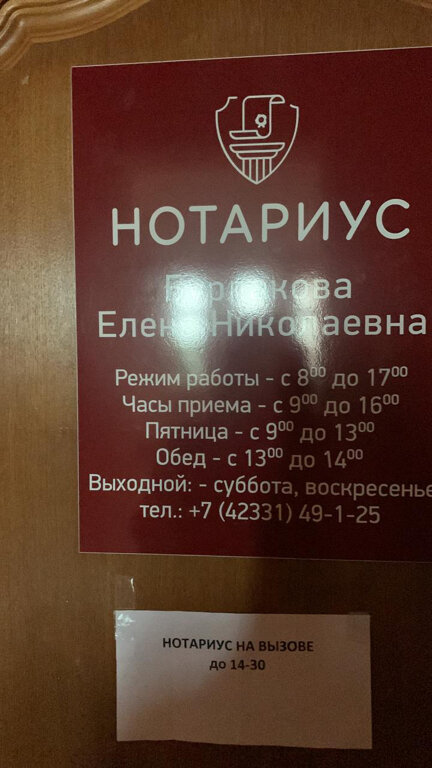 НОТАРИУС
Елена Николаевна
Режим работы - с 8⁰⁰ до 17⁰⁰
Часы приема - с 9⁰⁰ до 16⁰⁰
Пятница - с 9⁰⁰ до 13⁰⁰
Обед - с 13⁰⁰ до 14⁰⁰
Выходной: - суббота, воскресенье
тел.: +7 (42331) 49-1-25
НОТАРИУС НА ВЫЗОВЕ
до 14-30